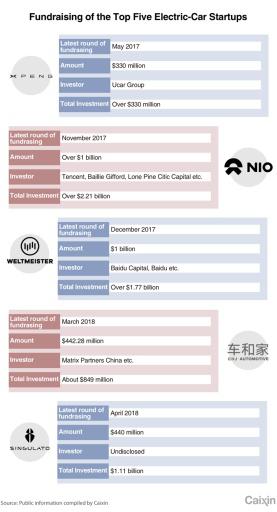 Fundraising of the Top Five Electric-Car Startups
XPENG
Latest round of
fundrasing
May 2017
Amount
$330 million
Investor
Ucar Group
Total Investment
Over $330 million
Latest round of
fundrasing
November 2017
Amount
Over $1 billion
Investor
Tencent, Baillie Gifford, Lone Pine Citic Capital etc.
Total Investment
Over $2.21 billion
NIO
WELTMEISTER
Latest round of
fundrasing
December 2017
Amount
$1 billion
Investor
Baidu Capital, Baidu etc.
Total Investment
Over $1.77 billion
Latest round of
fundrasing
March 2018
Amount
$442.28 million
Investor
Matrix Partners China etc.
Total Investment
About $849 million
车和家
CHJ AUTOMOTIVE
SINGULATO
Latest round of
fundrasing
April 2018
Amount
$440 million
Investor
Undisclosed
Total Investment
$1.11 billion
Source: Public information compiled by Caixin
Caixin